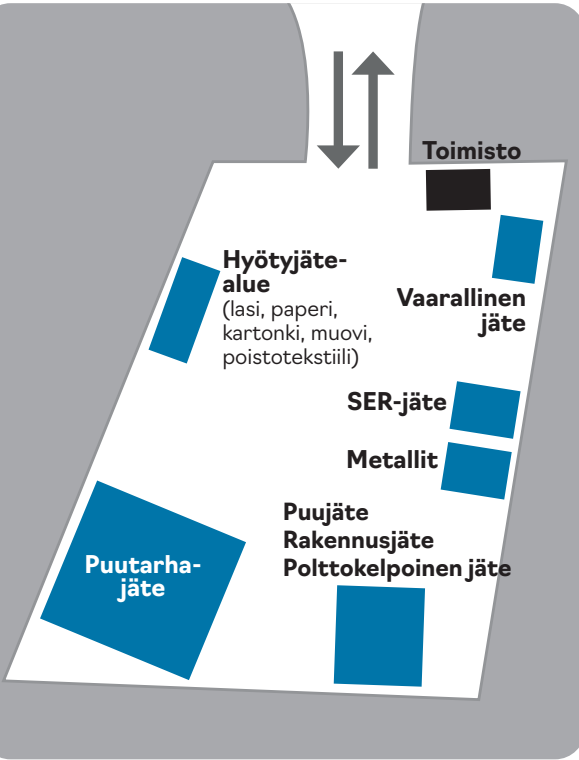 Toimisto
Hyötyjäte-
alue
(lasi, paperi,
kartonki, muovi,
poistotekstiili)
Vaarallinen
jäte
SER-jäte
Metallit
Puujäte
Rakennusjäte
Polttokelpoinen jäte
Puutarha-
jäte